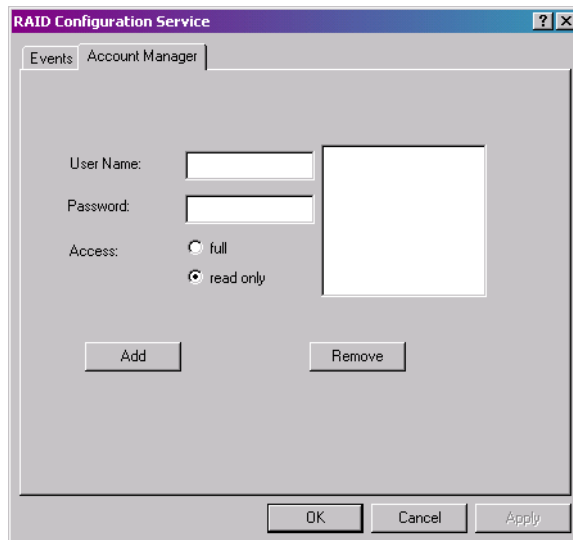 RAID Configuration Service
Events Account Manager
User Name:
Password:
Access: full
read only
Add Remove
OK Cancel Apply